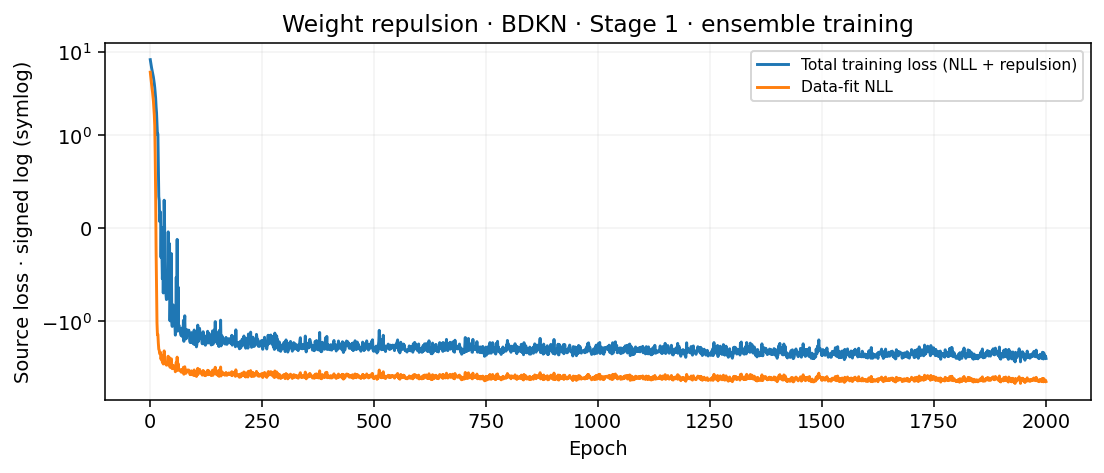 Weight repulsion · BDKN · Stage 1 · ensemble training
Source loss · signed log (symlog)
10¹
10⁰
0
−10⁰
Total training loss (NLL + repulsion)
Data-fit NLL
0 250 500 750 1000 1250 1500 1750 2000
Epoch